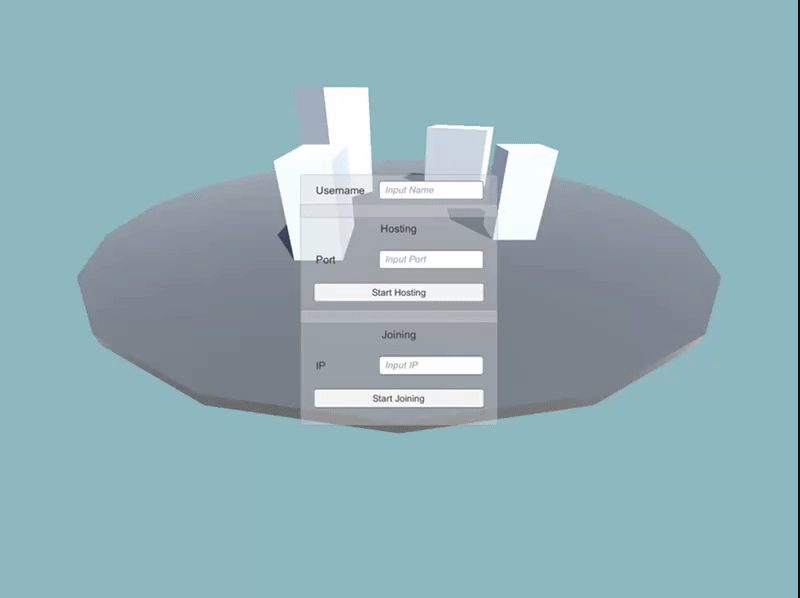 Username Input Name
Hosting
Port Input Port
Start Hosting
Joining
IP Input IP
Start Joining